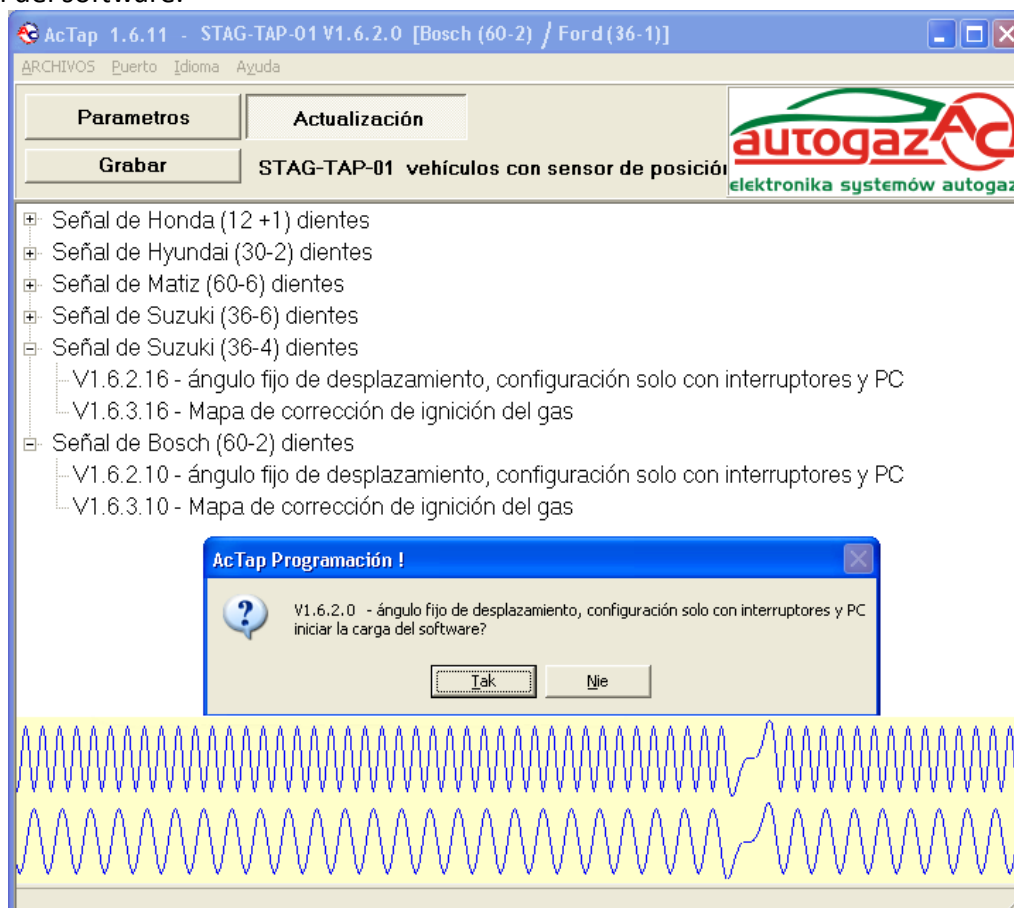 del software.
AcTap 1.6.11 - STAG-TAP-01 V1.6.2.0 [Bosch (60-2) / Ford (36-1)]
ARCHIVOS Puerto Idioma Ayuda
Parametros Actualización
Grabar STAG-TAP-01 vehículos con sensor de posición
autogaz AC
elektronika systemów autogaz
Señal de Honda (12 +1) dientes
Señal de Hyundai (30-2) dientes
Señal de Matiz (60-6) dientes
Señal de Suzuki (36-6) dientes
Señal de Suzuki (36-4) dientes
V1.6.2.16 - ángulo fijo de desplazamiento, configuración solo con interruptores y PC
V1.6.3.16 - Mapa de corrección de ignición del gas
Señal de Bosch (60-2) dientes
V1.6.2.10 - ángulo fijo de desplazamiento, configuración solo con interruptores y PC
V1.6.3.10 - Mapa de corrección de ignición del gas
AcTap Programación !
V1.6.2.0 - ángulo fijo de desplazamiento, configuración solo con interruptores y PC
iniciar la carga del software?
Tak Nie